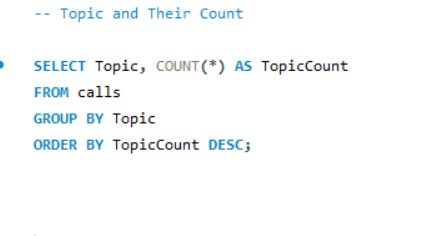 -- Topic and Their Count
SELECT Topic, COUNT(*) AS TopicCount
FROM calls
GROUP BY Topic
ORDER BY TopicCount DESC;